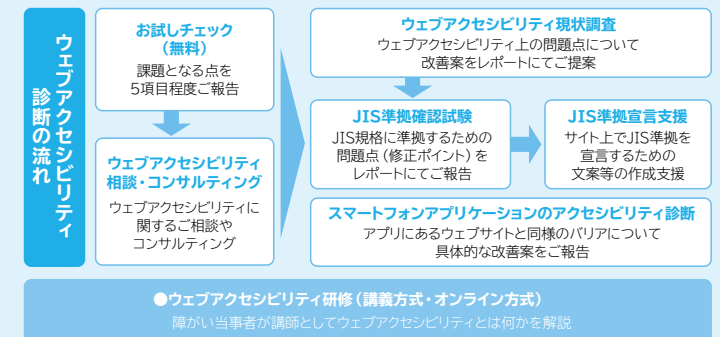 ウェブアクセシビリティ
診断の流れ
お試しチェック
（無料）
課題となる点を
5項目程度ご報告
ウェブアクセシビリティ
相談・コンサルティング
ウェブアクセシビリティに
関するご相談や
コンサルティング
ウェブアクセシビリティ現状調査
ウェブアクセシビリティ上の問題点について
改善案をレポートにてご提案
JIS準拠確認試験
JIS規格に準拠するための
問題点（修正ポイント）を
レポートにてご報告
JIS準拠宣言支援
サイト上でJIS準拠を
宣言するための
文案等の作成支援
スマートフォンアプリケーションのアクセシビリティ診断
アプリにあるウェブサイトと同様のバリアについて
具体的な改善案をご報告
●ウェブアクセシビリティ研修（講義方式・オンライン方式）
障がい当事者が講師としてウェブアクセシビリティとは何かを解説